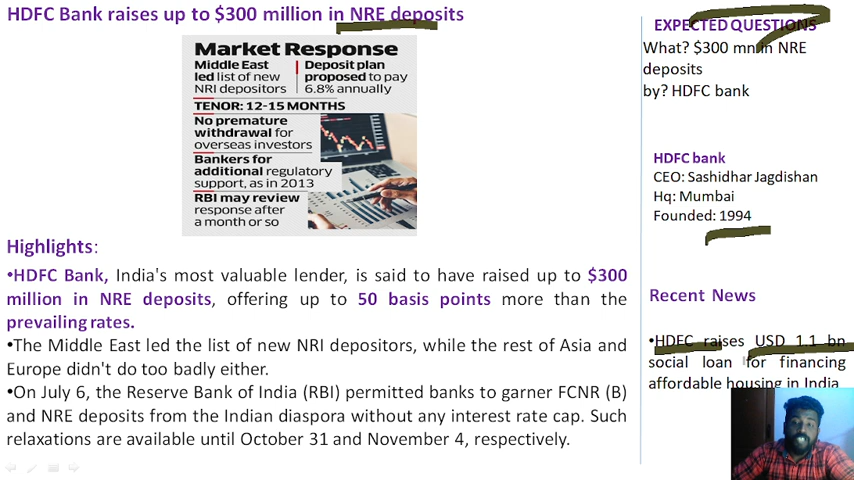 HDFC Bank raises up to $300 million in NRE deposits
Market Response
Middle East
led list of new
NRI depositors
Deposit plan
proposed to pay
6.8% annually
TENOR: 12-15 MONTHS
No premature
withdrawal for
overseas investors
Bankers for
additional regulatory
support, as in 2013
RBI may review
response after
a month or so
Highlights:
•HDFC Bank, India's most valuable lender, is said to have raised up to $300
million in NRE deposits, offering up to 50 basis points more than the
prevailing rates.
•The Middle East led the list of new NRI depositors, while the rest of Asia and
Europe didn't do too badly either.
•On July 6, the Reserve Bank of India (RBI) permitted banks to garner FCNR (B)
and NRE deposits from the Indian diaspora without any interest rate cap. Such
relaxations are available until October 31 and November 4, respectively.
EXPECTED QUESTIONS
What? $300 mn in NRE
deposits
by? HDFC bank
HDFC bank
CEO: Sashidhar Jagdishan
Hq: Mumbai
Founded: 1994
Recent News
•HDFC raises USD 1.1 bn
social loan for financing
affordable housing in India